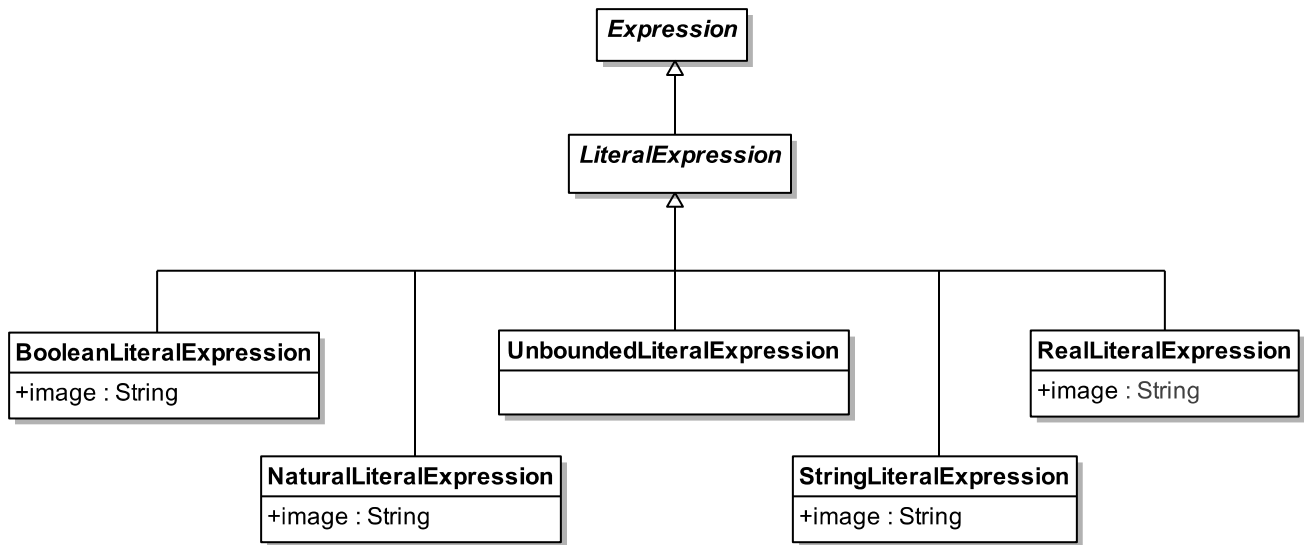 Expression
LiteralExpression
BooleanLiteralExpression
+image : String
UnboundedLiteralExpression
RealLiteralExpression
+image : String
NaturalLiteralExpression
+image : String
StringLiteralExpression
+image : String